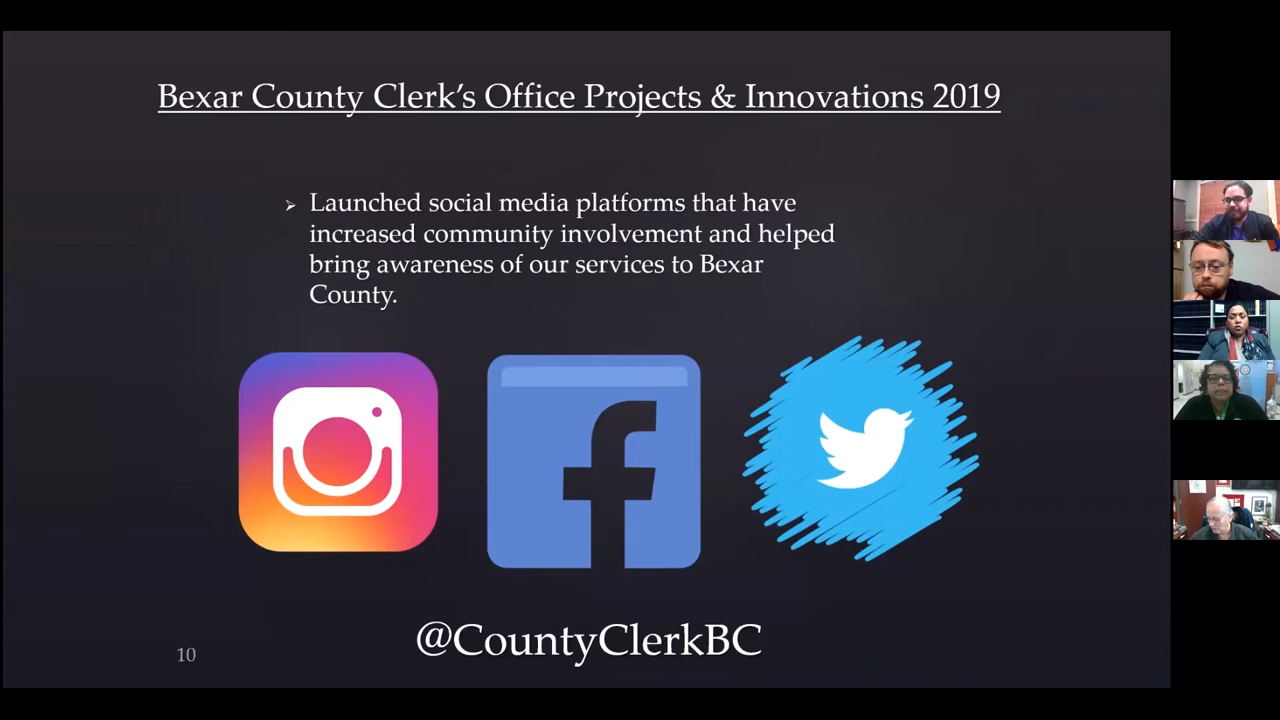 Bexar County Clerk's Office Projects & Innovations 2019
Launched social media platforms that have
increased community involvement and helped
bring awareness of our services to Bexar
County.
@CountyClerkBC
10